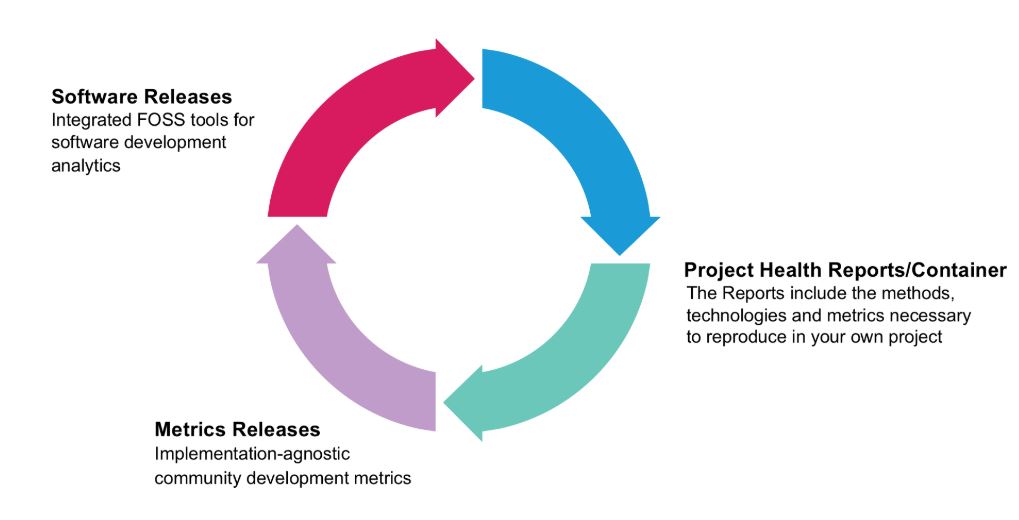 Software Releases
Integrated FOSS tools for
software development
analytics
Project Health Reports/Container
The Reports include the methods,
technologies and metrics necessary
to reproduce in your own project
Metrics Releases
Implementation-agnostic
community development metrics